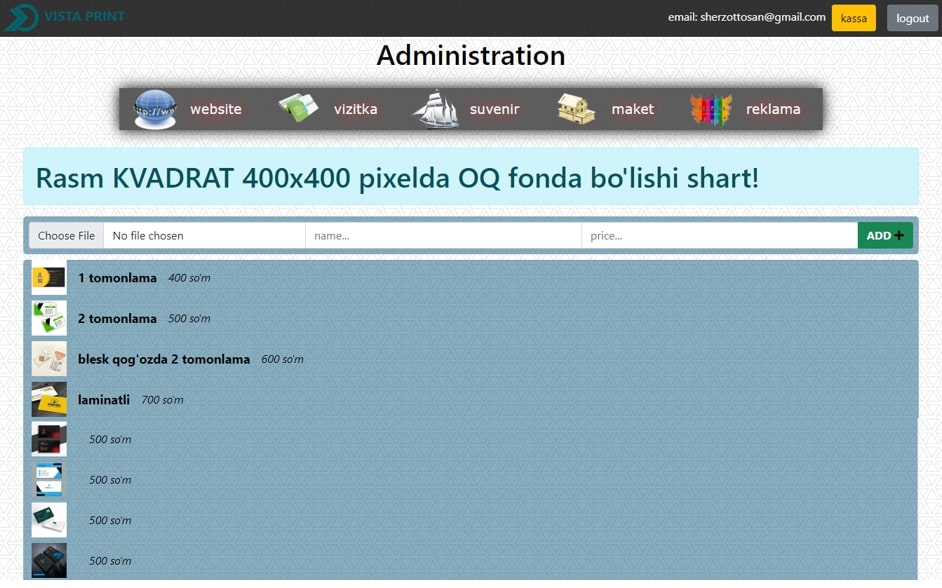 VISTA PRINT
email: sherzottosan@gmail.com kassa logout
Administration
website vizitka suvenir maket reklama
Rasm KVADRAT 400x400 pixelda OQ fonda bo'lishi shart!
Choose File No file chosen name... price... ADD+
1 tomonlama 400 so'm
2 tomonlama 500 so'm
blesk qog'ozda 2 tomonlama 600 so'm
laminatli 700 so'm
500 so'm
500 so'm
500 so'm
500 so'm